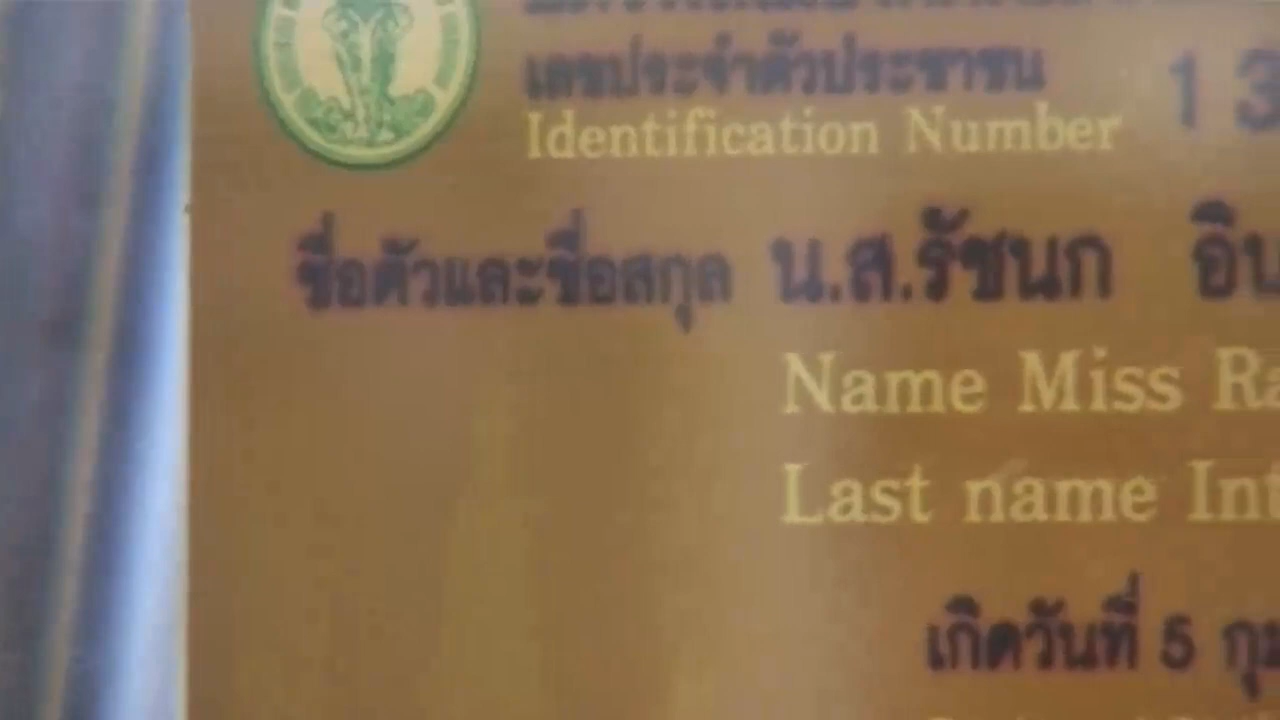 เลขประจำตัวประชาชน
Identification Number 1 3
ชื่อตัวและชื่อสกุล น.ส.รัชนก อิน
Name Miss Ra
Last name Int
เกิดวันที่ 5 กุม